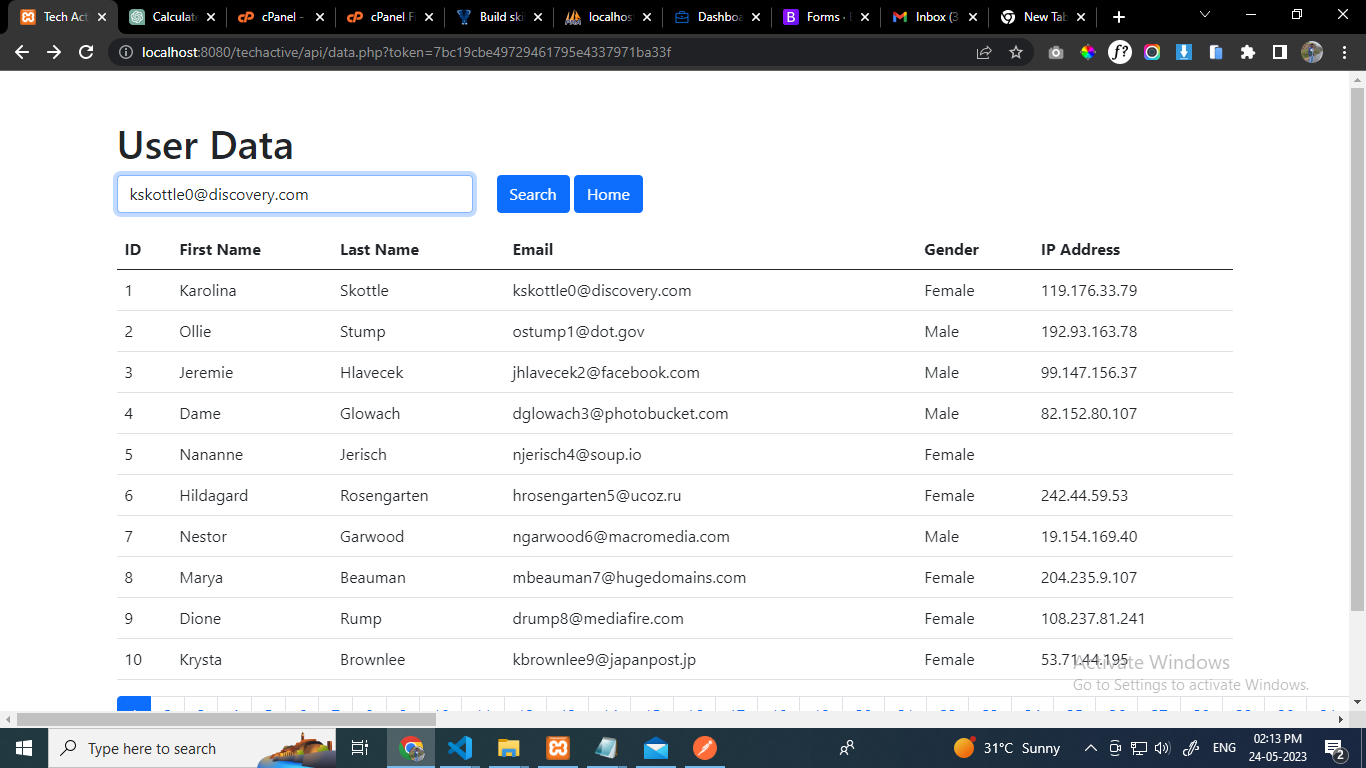 Tech Act Calculate cPanel - cPanel Fi Build ski localhos Dashboa Forms · Inbox (3 New Tab
localhost:8080/techactive/api/data.php?token=7bc19cbe49729461795e4337971ba33f
User Data
kskottle0@discovery.com Search Home
ID First Name Last Name Email Gender IP Address
1 Karolina Skottle kskottle0@discovery.com Female 119.176.33.79
2 Ollie Stump ostump1@dot.gov Male 192.93.163.78
3 Jeremie Hlavecek jhlavecek2@facebook.com Male 99.147.156.37
4 Dame Glowach dglowach3@photobucket.com Male 82.152.80.107
5 Nananne Jerisch njerisch4@soup.io Female
6 Hildagard Rosengarten hrosengarten5@ucoz.ru Female 242.44.59.53
7 Nestor Garwood ngarwood6@macromedia.com Male 19.154.169.40
8 Marya Beauman mbeauman7@hugedomains.com Female 204.235.9.107
9 Dione Rump drump8@mediafire.com Female 108.237.81.241
10 Krysta Brownlee kbrownlee9@japanpost.jp Female 53.71.44.195
Activate Windows
Go to Settings to activate Windows.
Type here to search 31°C Sunny ENG 02:13 PM
24-05-2023 2